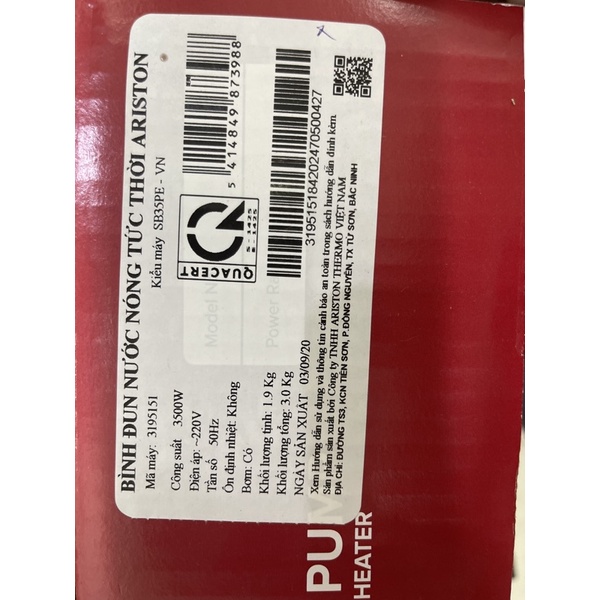 BÌNH ĐUN NƯỚC NÓNG TỨC THỜI ARISTON
Mã máy: 3195151
Kiểu máy SB35PE - VN
Công suất 3500W
Điện áp: ~220V
Tần số 50Hz
Ổn định nhiệt: Không
Bơm: Có
Khối lượng tịnh: 1.9 Kg
Khối lượng tổng: 3.0 Kg
NGÀY SẢN XUẤT 03/09/20
5 414849 873988
QUACERT
319515184202470500427
Xem Hướng dẫn sử dụng và thông tin cảnh báo an toàn trong sách hướng dẫn đính kèm.
Sản phẩm sản xuất bởi Công ty TNHH ARISTON THERMO VIỆT NAM
ĐỊA CHỈ: ĐƯỜNG TS3, KCN TIÊN SƠN, P.ĐỒNG NGUYÊN, TX TỪ SƠN, BẮC NINH
Model N
Power Ra
PUM
HEATER